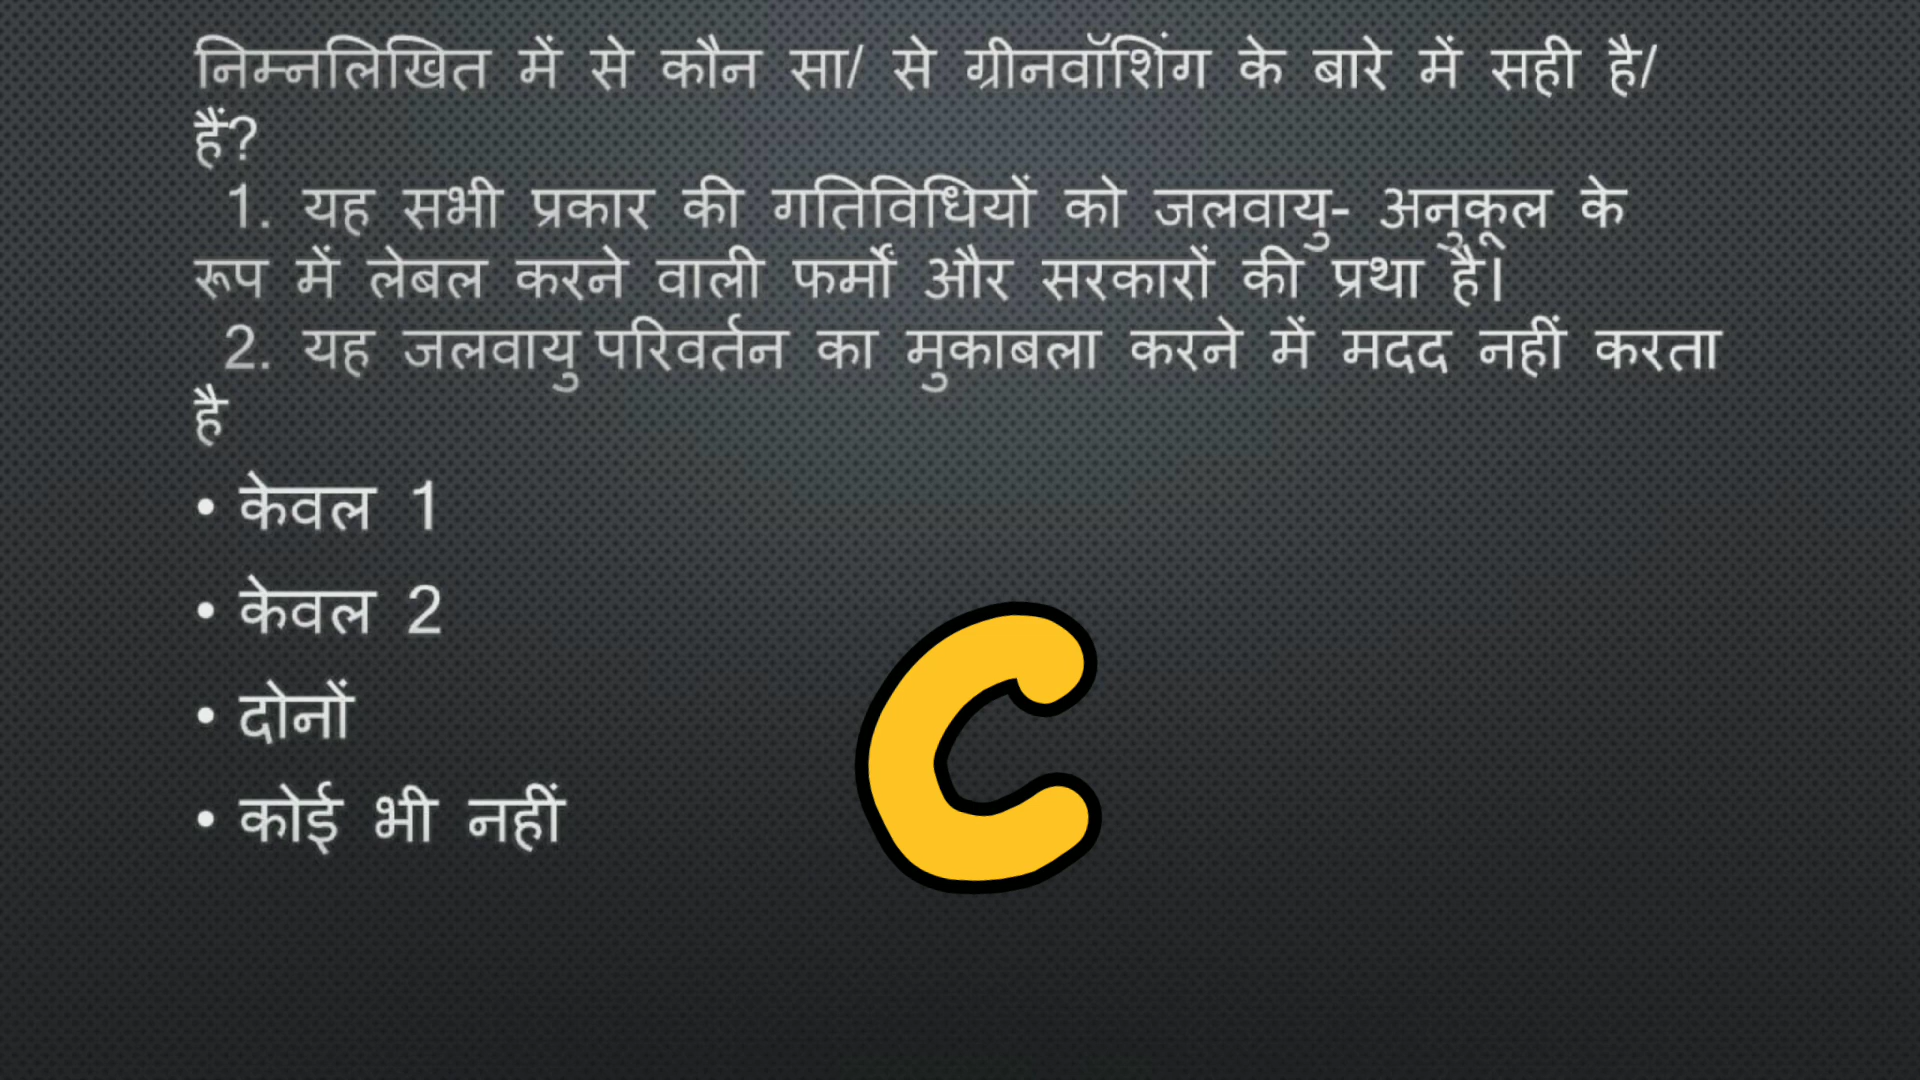 निम्नलिखित में से कौन सा/ से ग्रीनवॉशिंग के बारे में सही है/
हैं?
1. यह सभी प्रकार की गतिविधियों को जलवायु- अनुकूल के
रूप में लेबल करने वाली फर्मों और सरकारों की प्रथा है।
2. यह जलवायु परिवर्तन का मुकाबला करने में मदद नहीं करता
है
• केवल 1
• केवल 2
• दोनों
• कोई भी नहीं
C